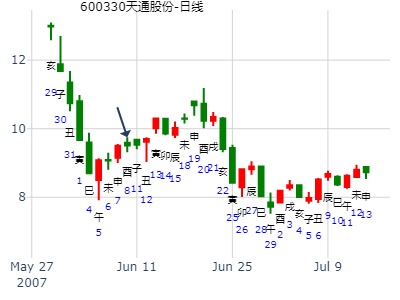 600330天通股份-日线
12
10
8
亥
29
子
30
丑
31
寅
1
巳
4
午
5
未
6
申
7
酉
8
子
11
丑
12
寅
13
卯
14
辰
15
未
18
申
19
酉
20
戌
21
亥
22
寅
25
卯
26
辰
27
巳
28
午
29
酉
2
戌
3
亥
4
子
5
丑
6
辰
9
巳
10
午
11
未
12
申
13
May 27
Jun 11
Jun 25
Jul 9
2007